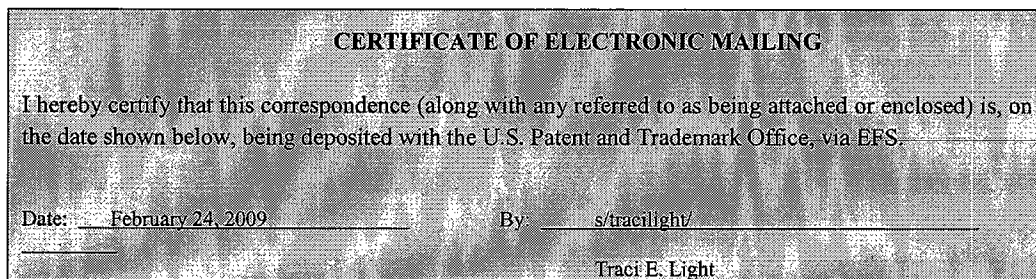 CERTIFICATE OF ELECTRONIC MAILING
I hereby certify that this correspondence (along with any referred to as being attached or enclosed) is, on
the date shown below, being deposited with the U.S. Patent and Trademark Office, via EFS.
Date: February 24, 2009 By: s/tracilight/
Traci E. Light